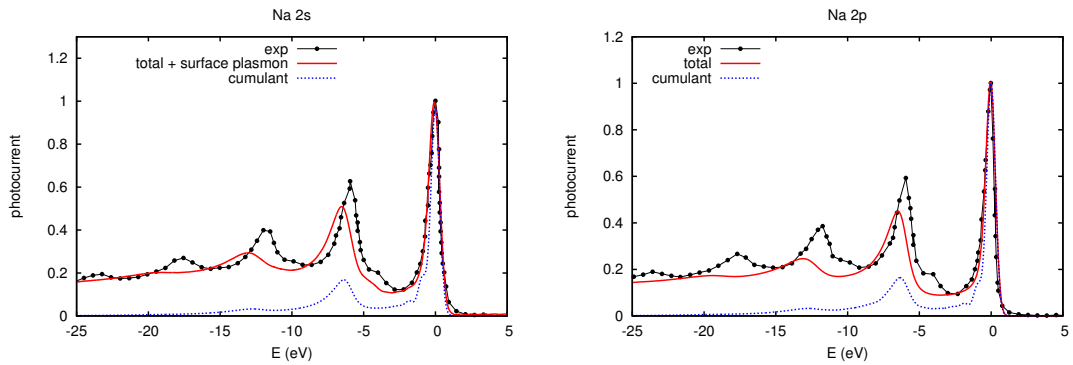 Na 2s
1.2
1
0.8
0.6
0.4
0.2
0
-25 -20 -15 -10 -5 0 5
photocurrent
E (eV)
exp
total + surface plasmon
cumulant
Na 2p
1.2
1
0.8
0.6
0.4
0.2
0
-25 -20 -15 -10 -5 0 5
photocurrent
E (eV)
exp
total
cumulant